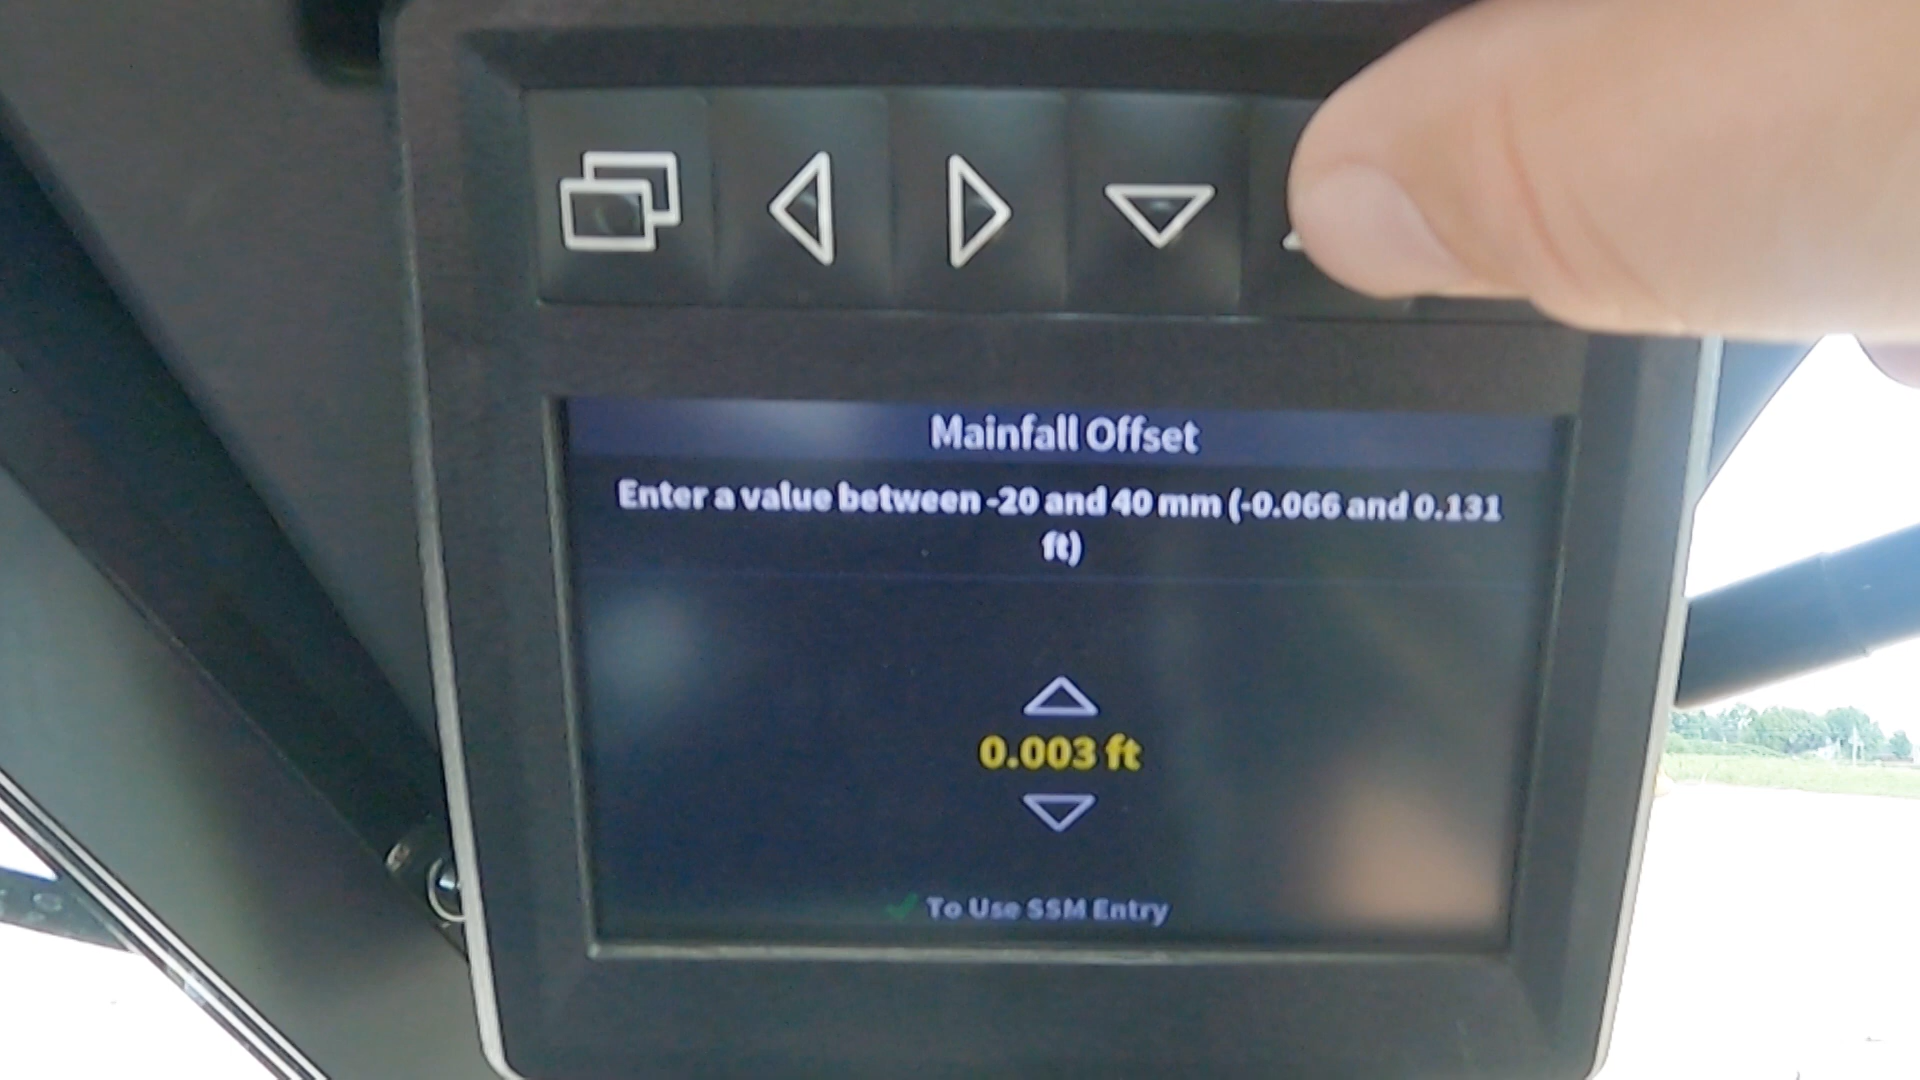 Mainfall Offset
Enter a value between -20 and 40 mm (-0.066 and 0.131
ft)
0.003 ft
To Use SSM Entry